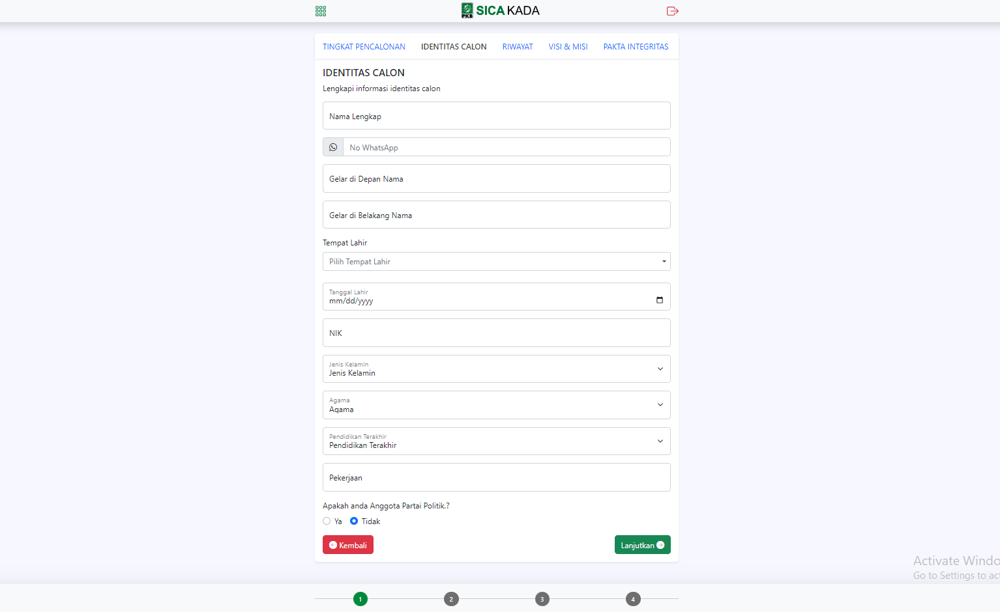 PKB SICA KADA
TINGKAT PENCALONAN IDENTITAS CALON RIWAYAT VISI & MISI PAKTA INTEGRITAS
IDENTITAS CALON
Lengkapi informasi identitas calon
Nama Lengkap
No WhatsApp
Gelar di Depan Nama
Gelar di Belakang Nama
Tempat Lahir
Pilih Tempat Lahir
Tanggal Lahir
mm/dd/yyyy
NIK
Jenis Kelamin
Jenis Kelamin
Agama
Agama
Pendidikan Terakhir
Pendidikan Terakhir
Pekerjaan
Apakah anda Anggota Partai Politik.?
Ya Tidak
Kembali Lanjutkan
Activate Windo
Go to Settings to act
1 2 3 4